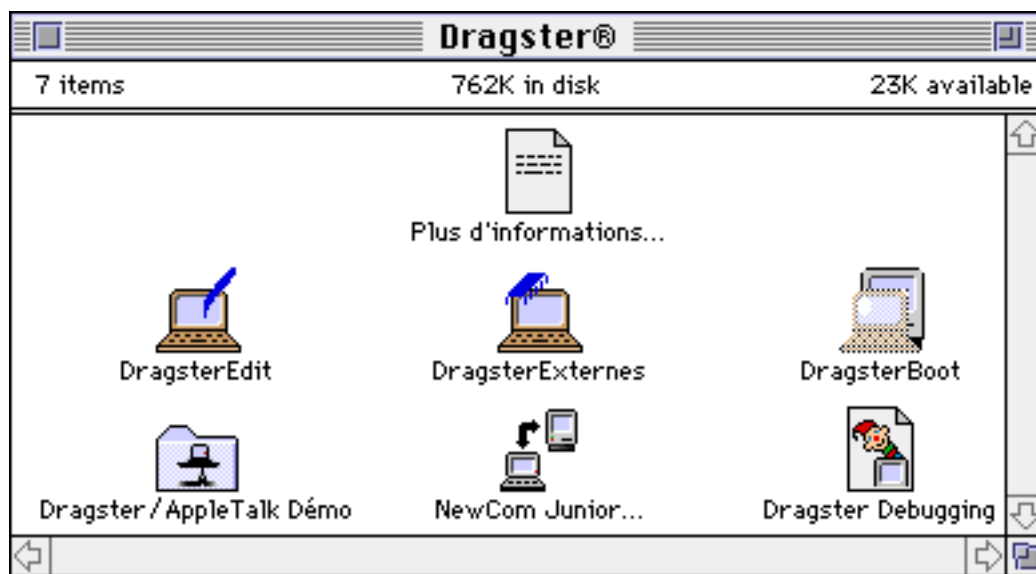 Dragster®
7 items 762K in disk 23K available
Plus d'informations...
DragsterEdit DragsterExternes DragsterBoot
Dragster/AppleTalk Démo NewCom Junior... Dragster Debugging